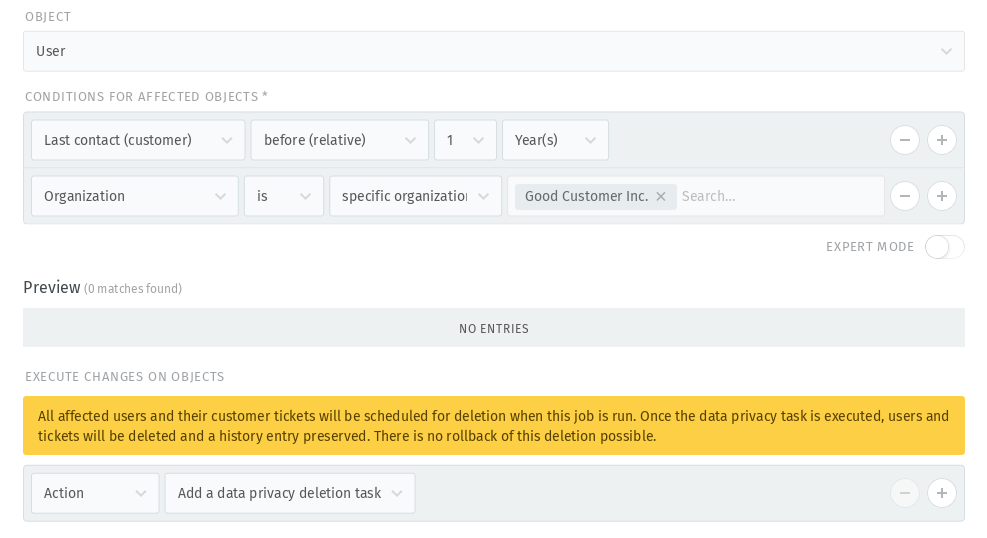 OBJECT
User
CONDITIONS FOR AFFECTED OBJECTS *
Last contact (customer) before (relative) 1 Year(s)
Organization is specific organization Good Customer Inc. Search...
EXPERT MODE
Preview (0 matches found)
NO ENTRIES
EXECUTE CHANGES ON OBJECTS
All affected users and their customer tickets will be scheduled for deletion when this job is run. Once the data privacy task is executed, users and
tickets will be deleted and a history entry preserved. There is no rollback of this deletion possible.
Action Add a data privacy deletion task